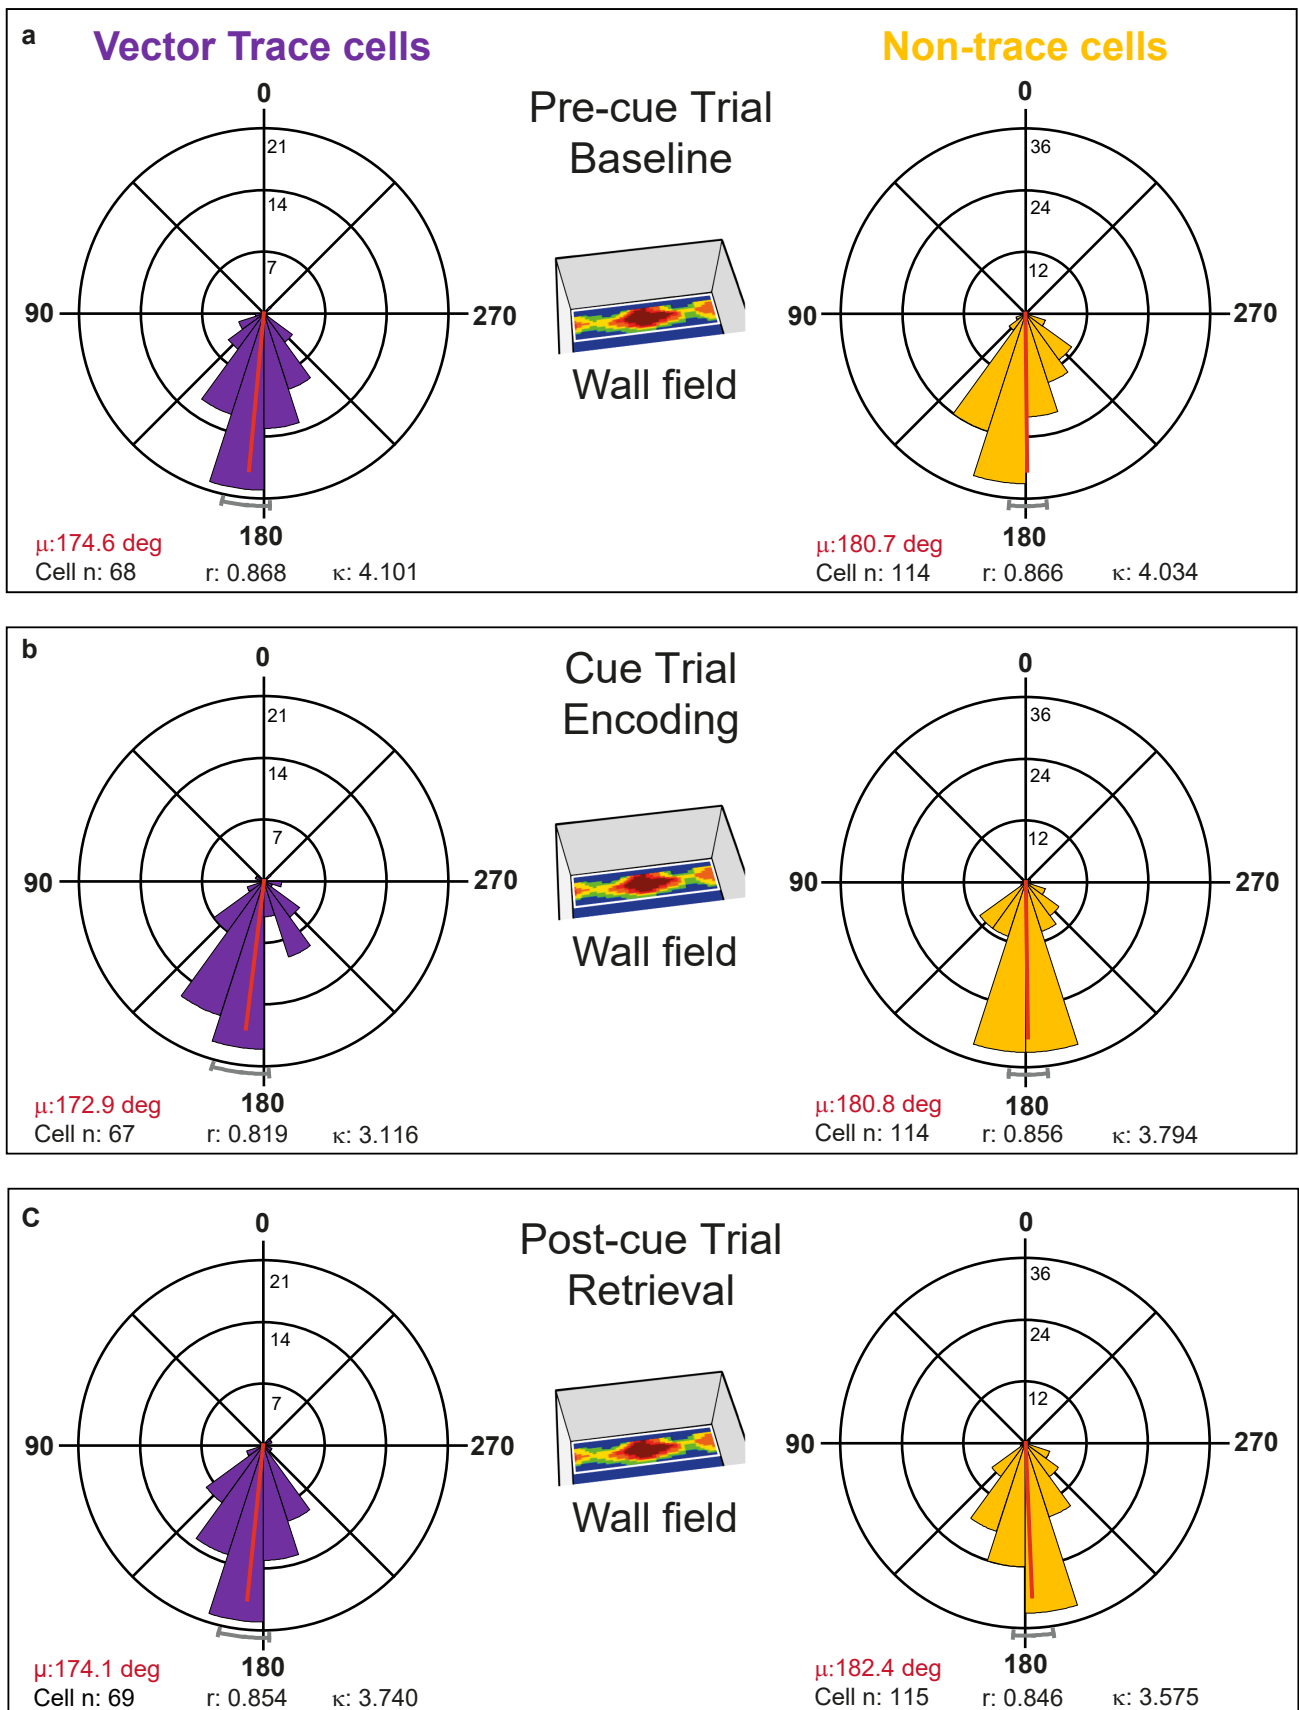 a
Vector Trace cells
Non-trace cells
Pre-cue Trial
Baseline
0
21
14
7
90
270
180
0
36
24
12
90
270
180
Wall field
μ:174.6 deg
Cell n: 68 r: 0.868 κ: 4.101
μ:180.7 deg
Cell n: 114 r: 0.866 κ: 4.034
b
Cue Trial
Encoding
0
21
14
7
90
270
180
0
36
24
12
90
270
180
Wall field
μ:172.9 deg
Cell n: 67 r: 0.819 κ: 3.116
μ:180.8 deg
Cell n: 114 r: 0.856 κ: 3.794
C
Post-cue Trial
Retrieval
0
21
14
7
90
270
180
0
36
24
12
90
270
180
Wall field
μ:174.1 deg
Cell n: 69 r: 0.854 κ: 3.740
μ:182.4 deg
Cell n: 115 r: 0.846 κ: 3.575